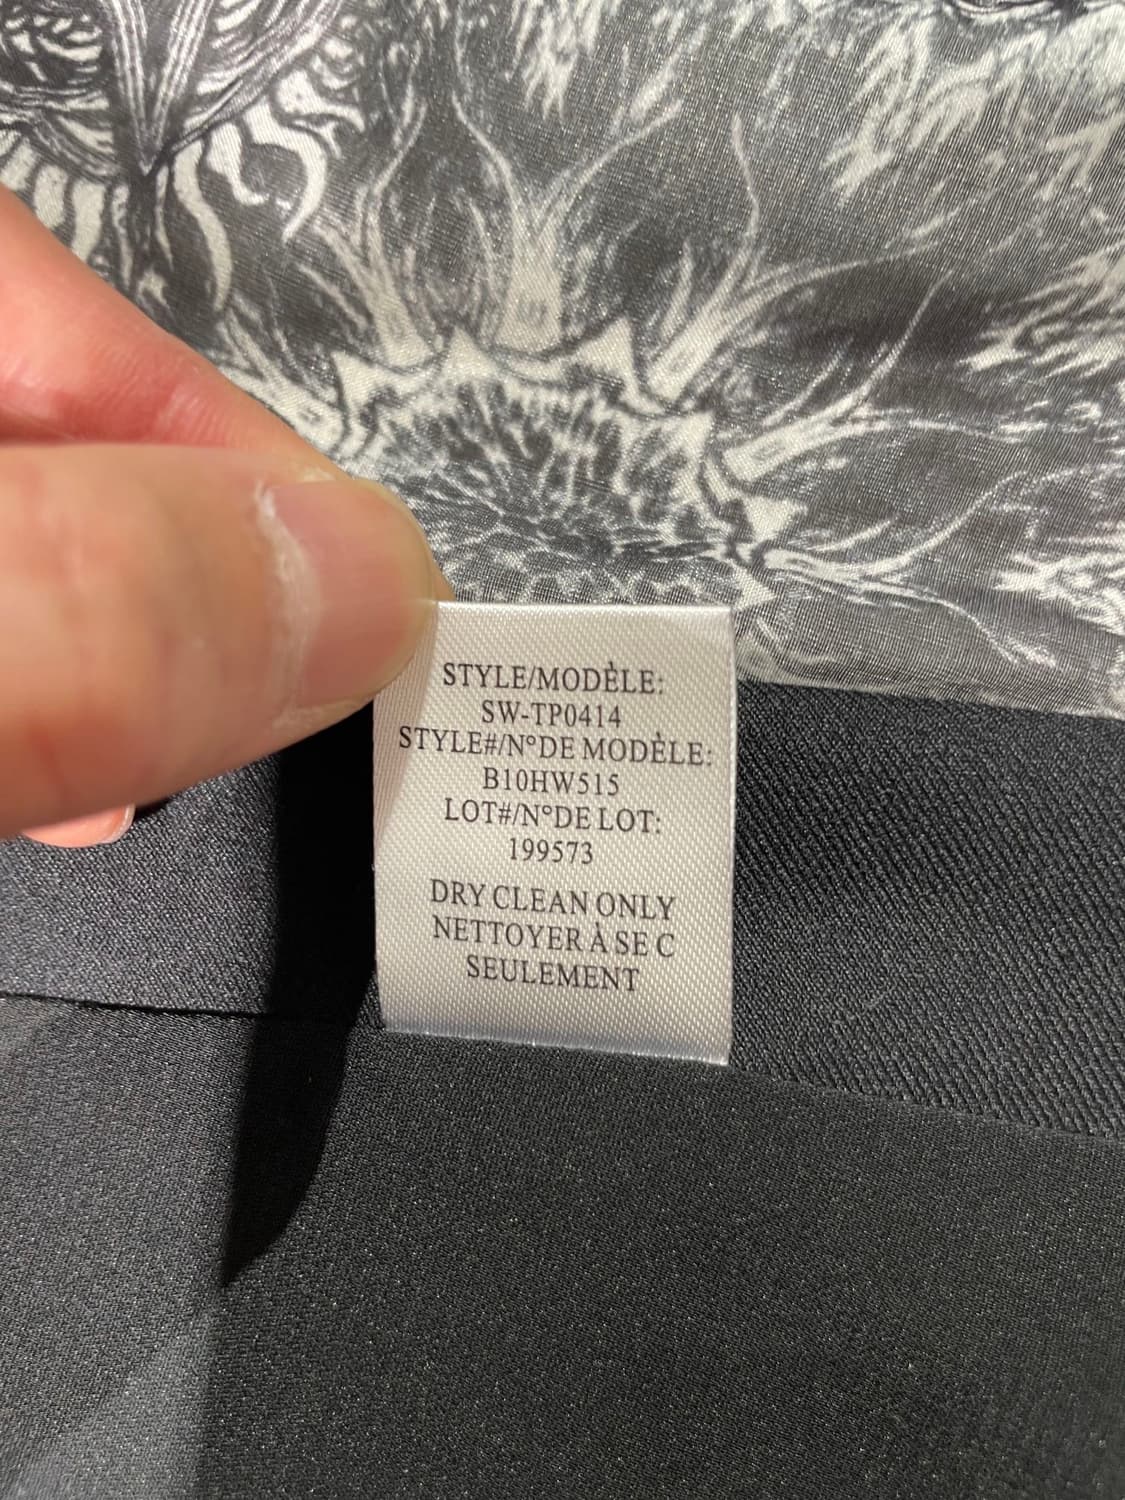 STYLE/MODÈLE:
SW-TP0414
STYLE#/N°DE MODÈLE:
B10HW515
LOT#/N°DE LOT:
199573
DRY CLEAN ONLY
NETTOYER À SE C
SEULEMENT